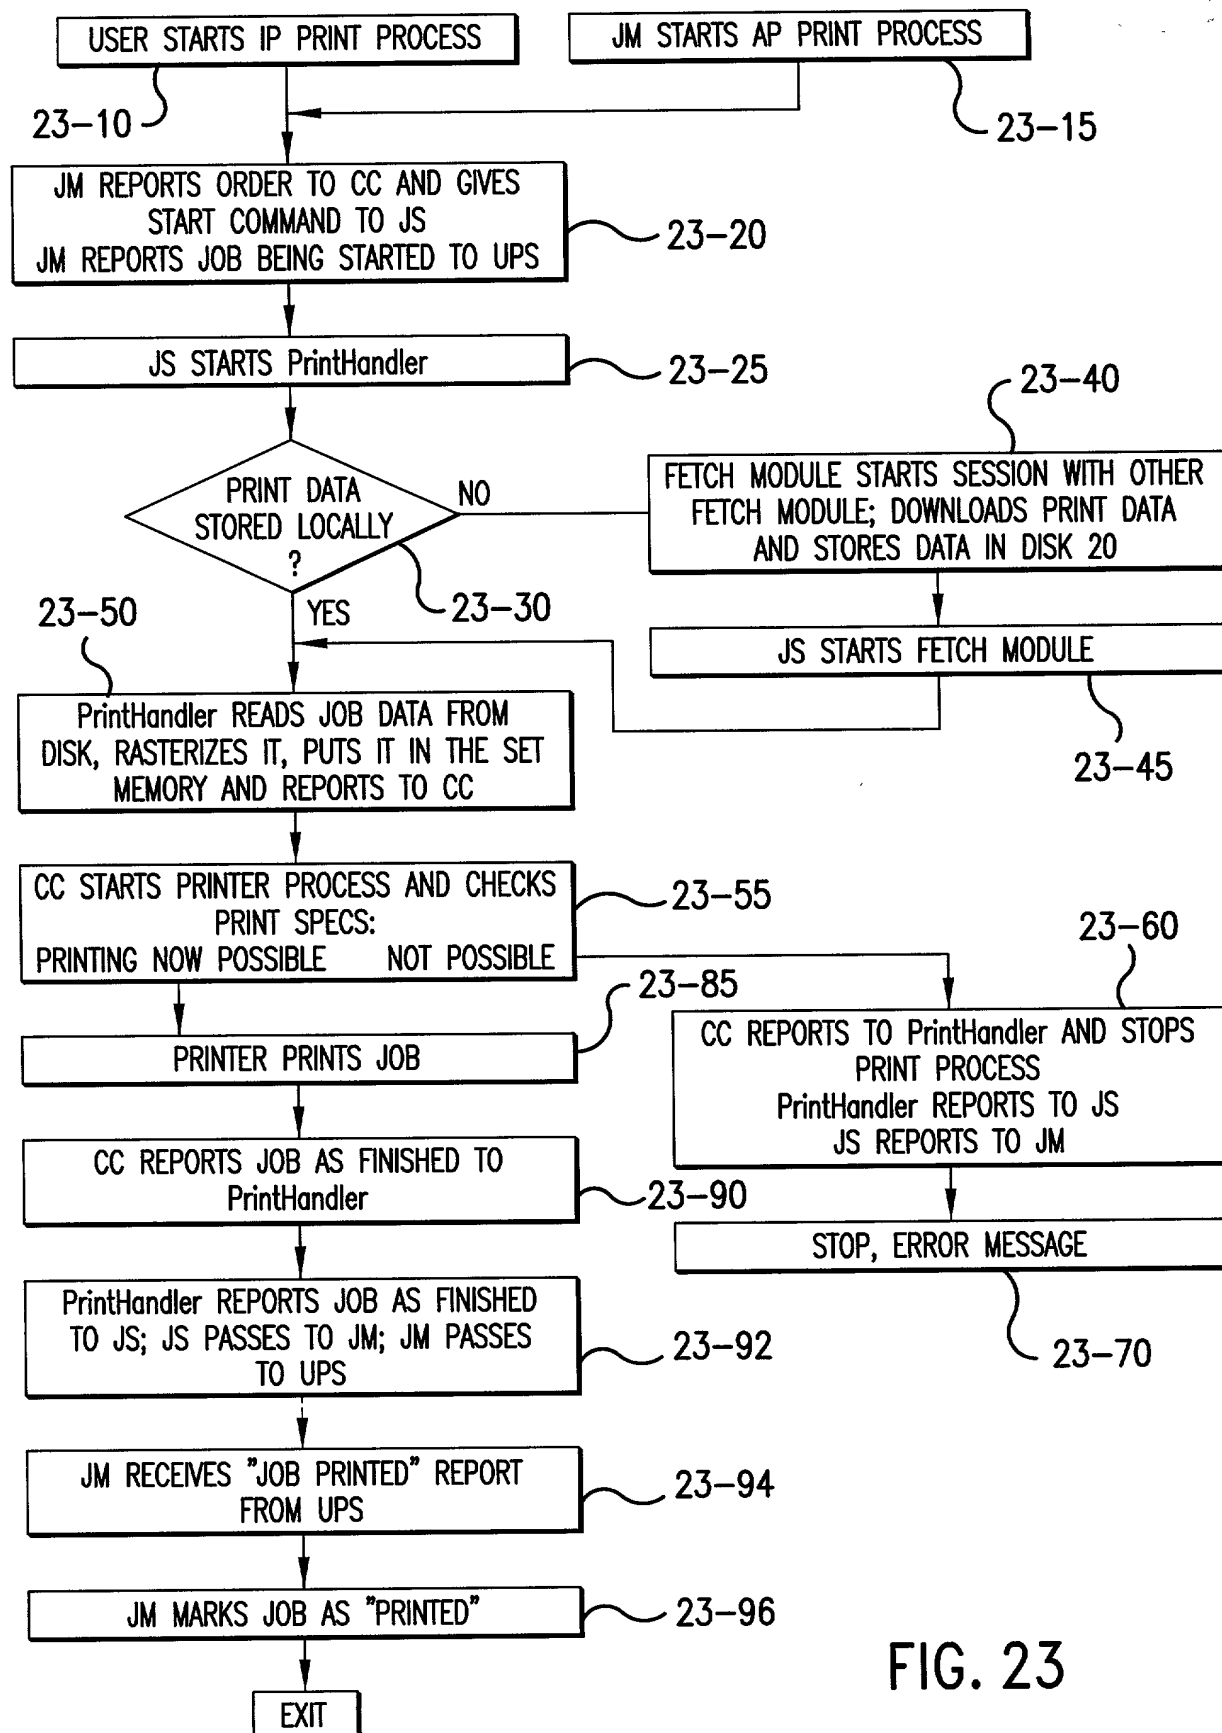 USER STARTS IP PRINT PROCESS
JM STARTS AP PRINT PROCESS
23-10
23-15
JM REPORTS ORDER TO CC AND GIVES
START COMMAND TO JS
JM REPORTS JOB BEING STARTED TO UPS
23-20
JS STARTS PrintHandler
23-25
23-40
PRINT DATA
STORED LOCALLY
?
NO
FETCH MODULE STARTS SESSION WITH OTHER
FETCH MODULE; DOWNLOADS PRINT DATA
AND STORES DATA IN DISK 20
23-30
YES
23-50
JS STARTS FETCH MODULE
23-45
PrintHandler READS JOB DATA FROM
DISK, RASTERIZES IT, PUTS IT IN THE SET
MEMORY AND REPORTS TO CC
CC STARTS PRINTER PROCESS AND CHECKS
PRINT SPECS:
PRINTING NOW POSSIBLE NOT POSSIBLE
23-55
23-60
23-85
PRINTER PRINTS JOB
CC REPORTS TO PrintHandler AND STOPS
PRINT PROCESS
PrintHandler REPORTS TO JS
JS REPORTS TO JM
CC REPORTS JOB AS FINISHED TO
PrintHandler
23-90
STOP, ERROR MESSAGE
23-70
PrintHandler REPORTS JOB AS FINISHED
TO JS; JS PASSES TO JM; JM PASSES
TO UPS
23-92
JM RECEIVES "JOB PRINTED" REPORT
FROM UPS
23-94
JM MARKS JOB AS "PRINTED"
23-96
EXIT
FIG. 23